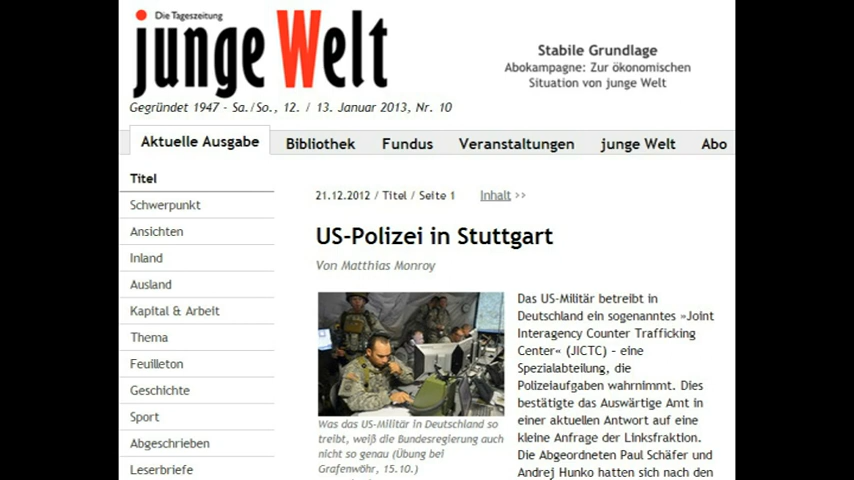 Die Tageszeitung
junge Welt
Gegründet 1947 - Sa./So., 12. / 13. Januar 2013, Nr. 10
Stabile Grundlage
Abokampagne: Zur ökonomischen
Situation von junge Welt
Aktuelle Ausgabe
Bibliothek
Fundus
Veranstaltungen
junge Welt
Abo
Titel
Schwerpunkt
Ansichten
Inland
Ausland
Kapital & Arbeit
Thema
Feuilleton
Geschichte
Sport
Abgeschrieben
Leserbriefe
21.12.2012 / Titel / Seite 1 Inhalt >>
US-Polizei in Stuttgart
Von Matthias Monroy
Was das US-Militär in Deutschland so
treibt, weiß die Bundesregierung auch
nicht so genau (Übung bei
Grafenwöhr, 15.10.)
Das US-Militär betreibt in
Deutschland ein sogenanntes »Joint
Interagency Counter Trafficking
Center« (JICTC) – eine
Spezialabteilung, die
Polizeiaufgaben wahrnimmt. Dies
bestätigte das Auswärtige Amt in
einer aktuellen Antwort auf eine
kleine Anfrage der Linksfraktion.
Die Abgeordneten Paul Schäfer und
Andrej Hunko hatten sich nach den